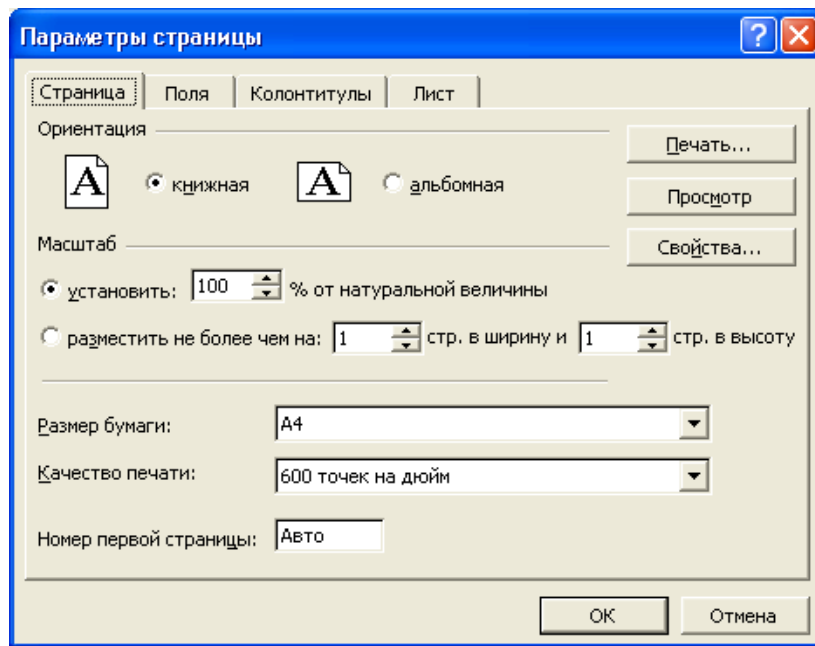 Параметры страницы
Страница Поля Колонтитулы Лист
Ориентация
Печать...
A книжная A альбомная
Просмотр
Масштаб
Свойства...
установить: 100 % от натуральной величины
разместить не более чем на: 1 стр. в ширину и 1 стр. в высоту
Размер бумаги: A4
Качество печати: 600 точек на дюйм
Номер первой страницы: Авто
ОК Отмена